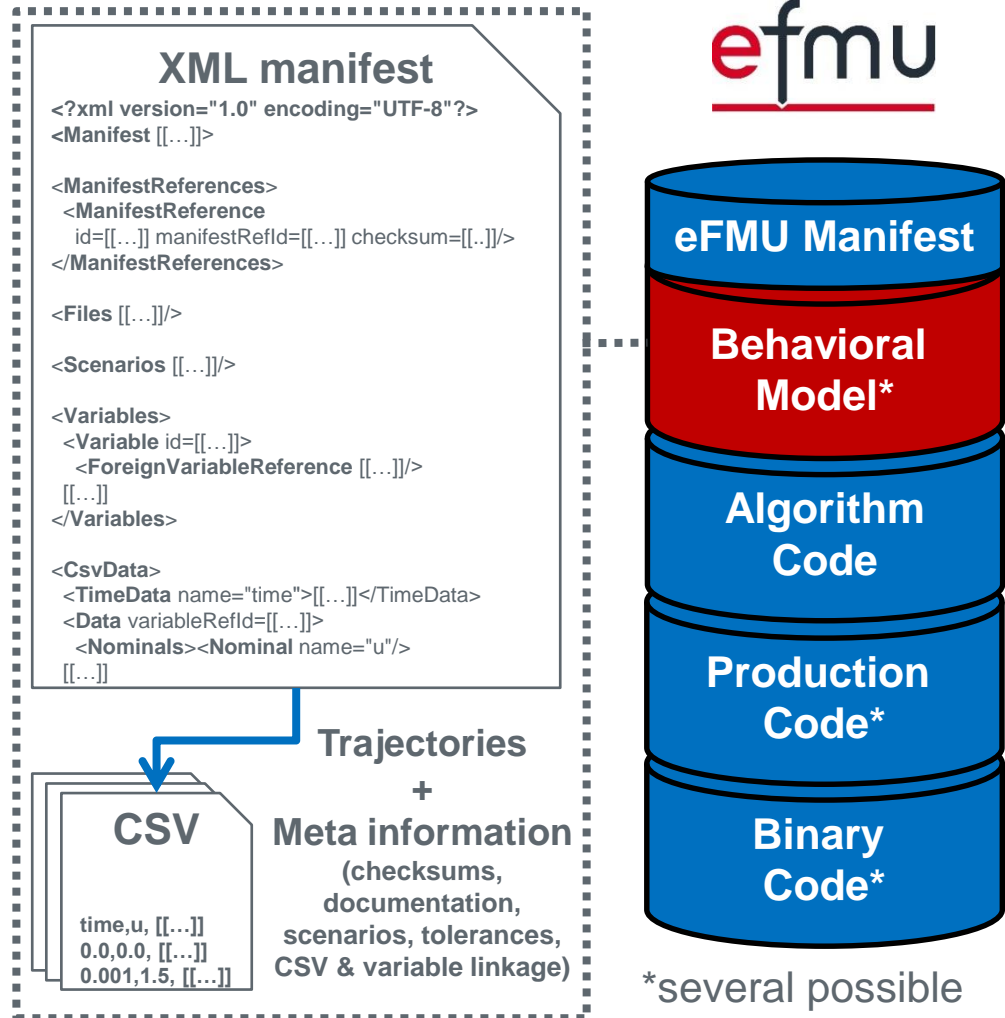 XML manifest
<?xml version="1.0" encoding="UTF-8"?>
<Manifest [[…]]>
<ManifestReferences>
<ManifestReference
id=[[…]] manifestRefId=[[…]] checksum=[[..]]/>
</ManifestReferences>
<Files [[…]]/>
<Scenarios [[…]]/>
<Variables>
<Variable id=[[…]]>
<ForeignVariableReference [[…]]/>
[[…]]
</Variables>
<CsvData>
<TimeData name="time">[[…]]</TimeData>
<Data variableRefId=[[…]]>
<Nominals><Nominal name="u"/>
[[…]]
CSV
time,u, [[…]]
0.0,0.0, [[…]]
0.001,1.5, [[…]]
Trajectories
+
Meta information
(checksums,
documentation,
scenarios, tolerances,
CSV & variable linkage)
efmu
eFMU Manifest
Behavioral
Model*
Algorithm
Code
Production
Code*
Binary
Code*
*several possible